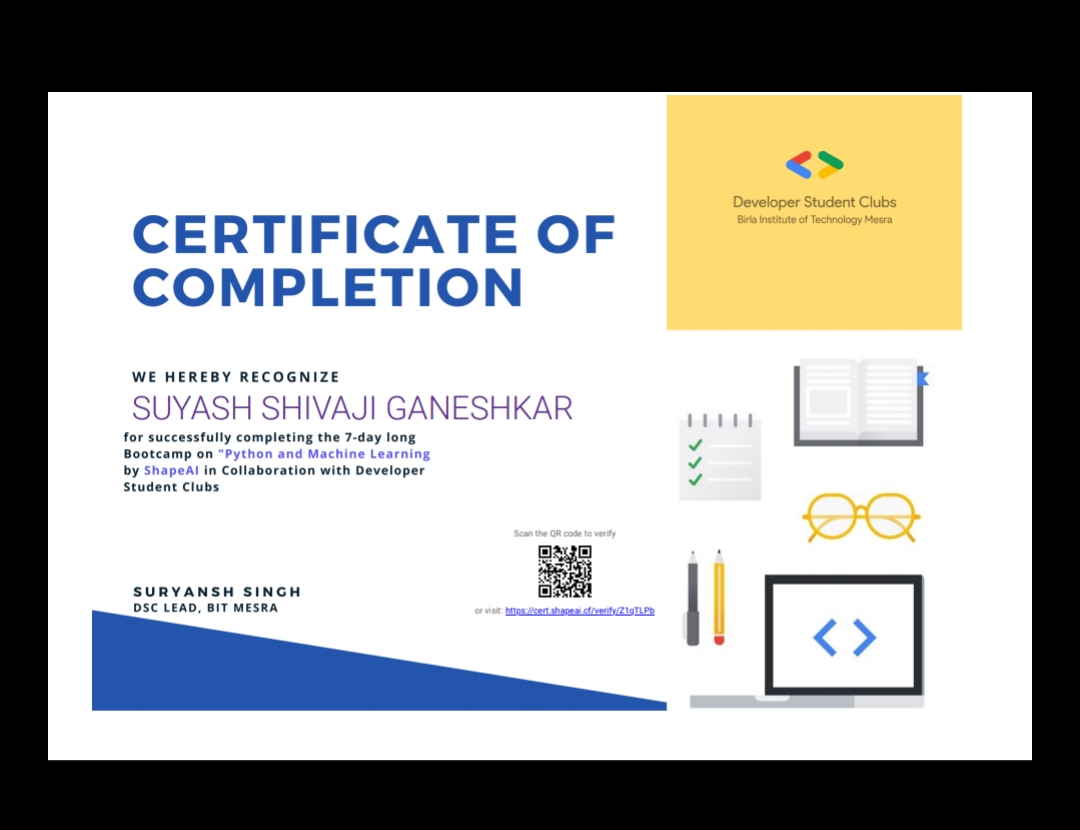 Developer Student Clubs
Birla Institute of Technology Mesra
CERTIFICATE OF
COMPLETION
WE HEREBY RECOGNIZE
SUYASH SHIVAJI GANESHKAR
for successfully completing the 7-day long
Bootcamp on "Python and Machine Learning
by ShapeAI in Collaboration with Developer
Student Clubs
Scan the QR code to verify
or visit: https://cert.shapeai.cf/verify/Z1qTLPb
SURYANSH SINGH
DSC LEAD, BIT MESRA